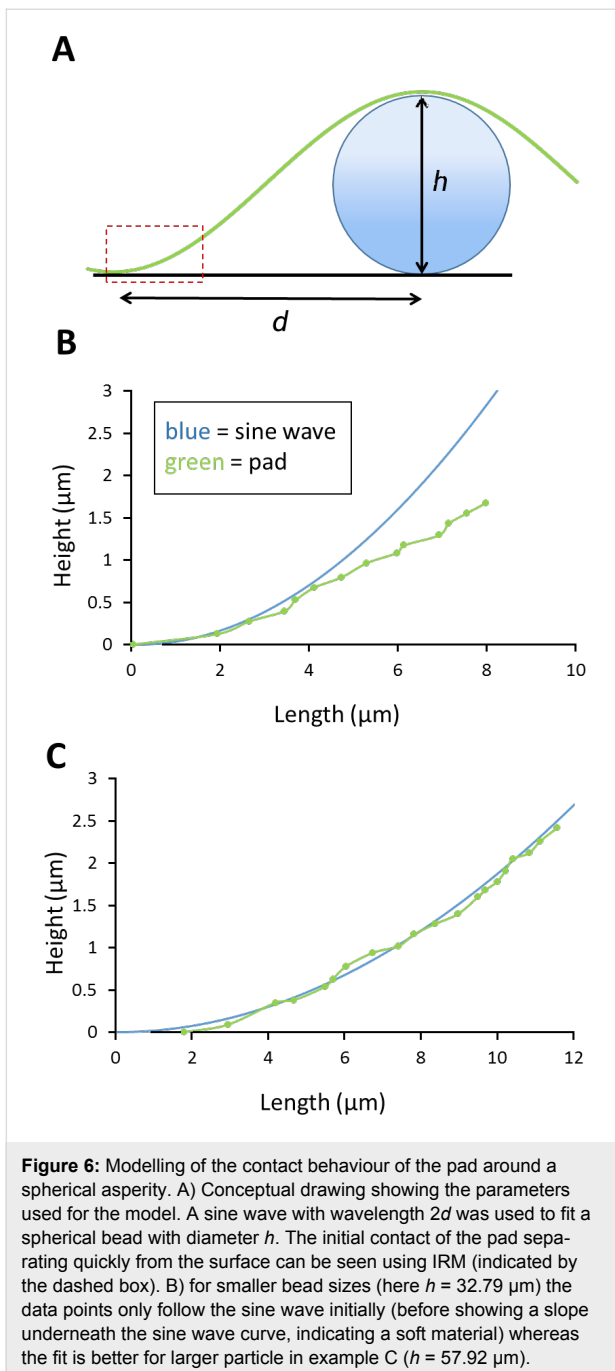 A
h
d
B
3
2.5
2
1.5
1
0.5
0
blue = sine wave
green = pad
Height (µm)
0 2 4 6 8 10
Length (µm)
C
3
2.5
2
1.5
1
0.5
0
Height (µm)
0 2 4 6 8 10 12
Length (µm)
Figure 6: Modelling of the contact behaviour of the pad around a
spherical asperity. A) Conceptual drawing showing the parameters
used for the model. A sine wave with wavelength 2d was used to fit a
spherical bead with diameter h. The initial contact of the pad sepa-
rating quickly from the surface can be seen using IRM (indicated by
the dashed box). B) for smaller bead sizes (here h = 32.79 µm) the
data points only follow the sine wave initially (before showing a slope
underneath the sine wave curve, indicating a soft material) whereas
the fit is better for larger particle in example C (h = 57.92 µm).